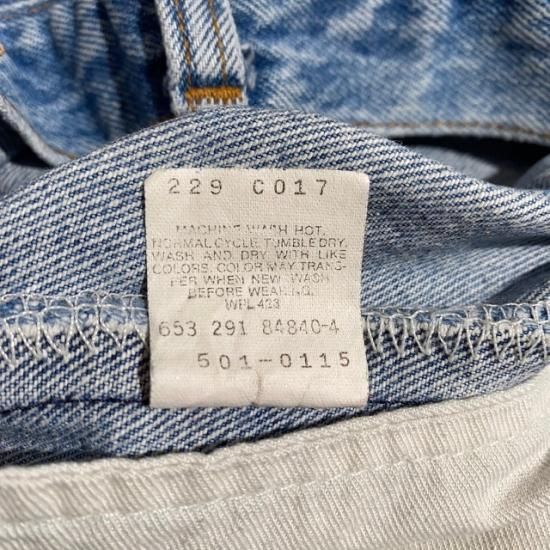 229 C017
MACHINE WASH HOT,
NORMAL CYCLE, TUMBLE DRY,
WASH AND DRY WITH LIKE
COLORS. COLOR MAY TRANS-
FER WHEN NEW. WASH
BEFORE WEARING.
WPL 423
653 291 84840-4
501-0115